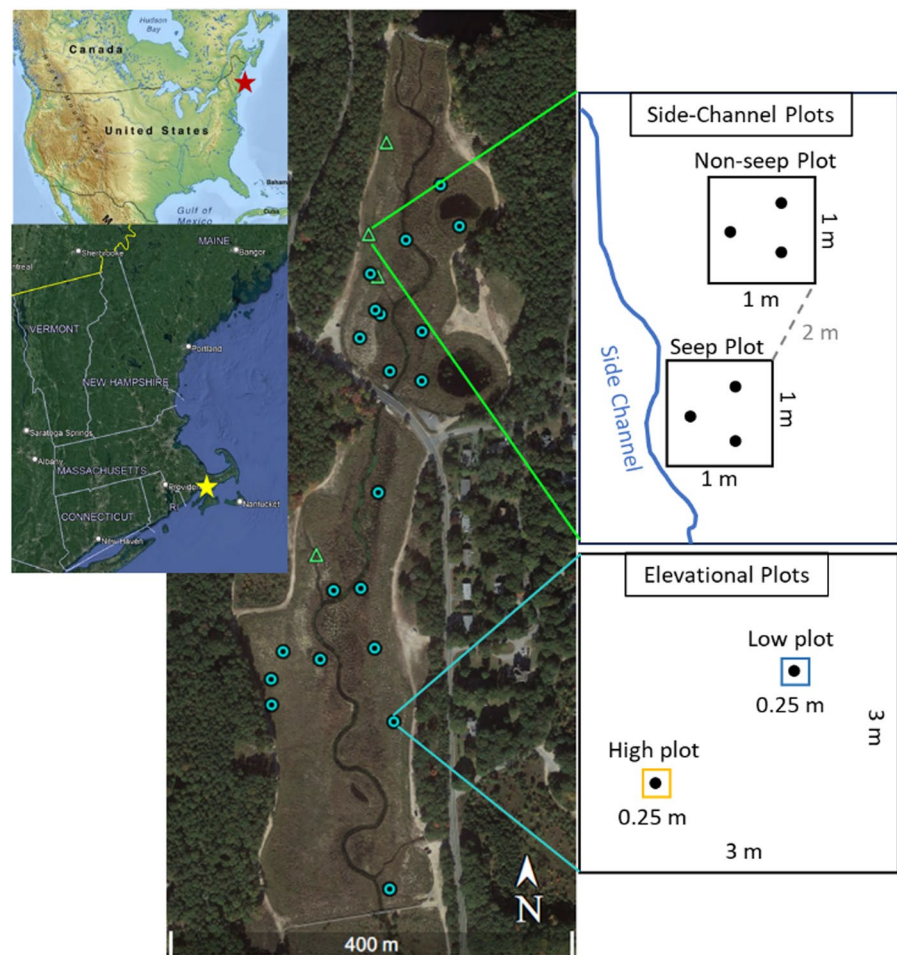 Hudson
Bay
Canada
United States
Gulf of
Mexico
Cuba
MAINE
Sherbrooke
Bangor
VERMONT
Portland
NEW HAMPSHIRE
Saratoga Springs
Albany
MASSACHUSETTS
Provide
RI
Nantucket
CONNECTICUT
New Haven
Side-Channel Plots
Non-seep Plot
1 m
1 m
2 m
Seep Plot
Side Channel
1 m
1 m
Elevational Plots
Low plot
0.25 m
3 m
High plot
0.25 m
3 m
N
400 m